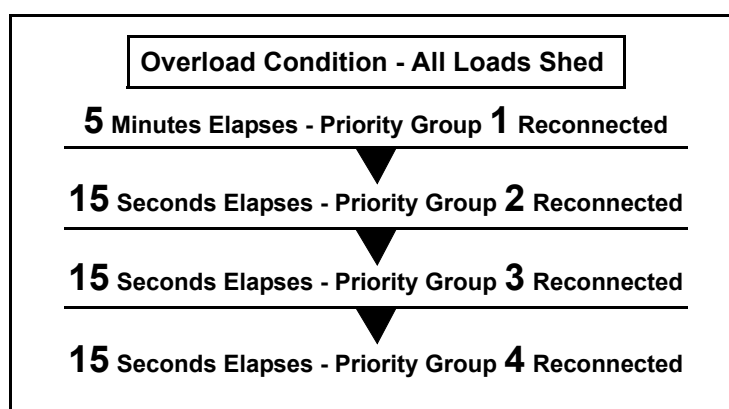 Overload Condition - All Loads Shed
5 Minutes Elapses - Priority Group 1 Reconnected
15 Seconds Elapses - Priority Group 2 Reconnected
15 Seconds Elapses - Priority Group 3 Reconnected
15 Seconds Elapses - Priority Group 4 Reconnected